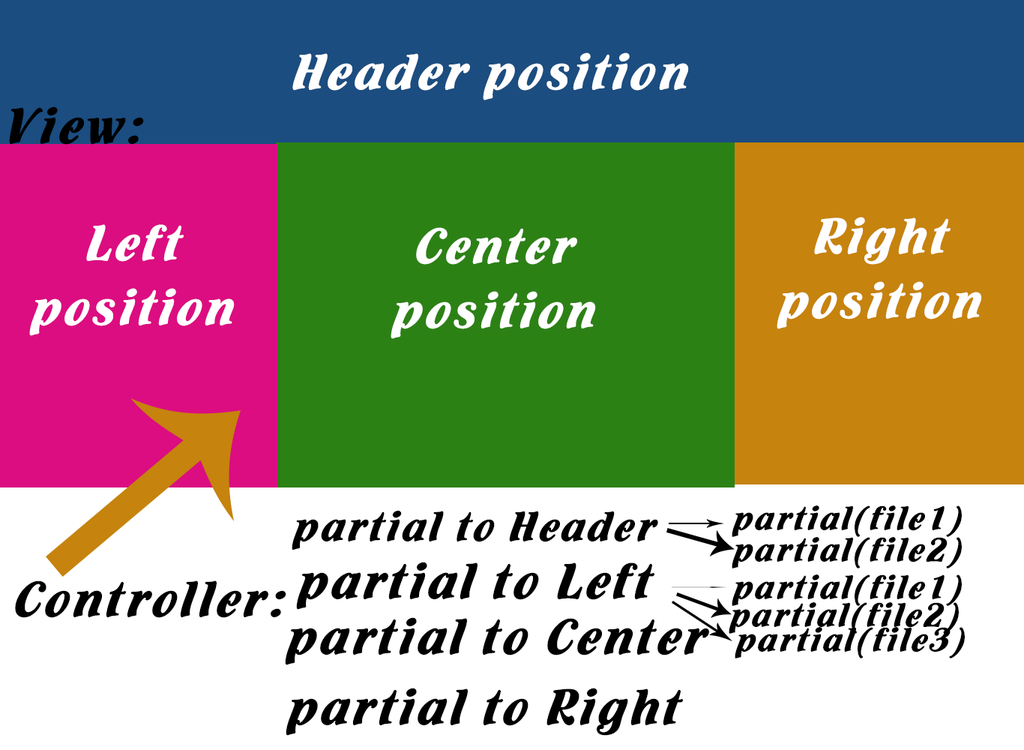 Header position
View:
Left
position
Center
position
Right
position
partial to Header
partial(file1)
partial(file2)
Controller:
partial to Left
partial(file1)
partial(file2)
partial(file3)
partial to Center
partial to Right